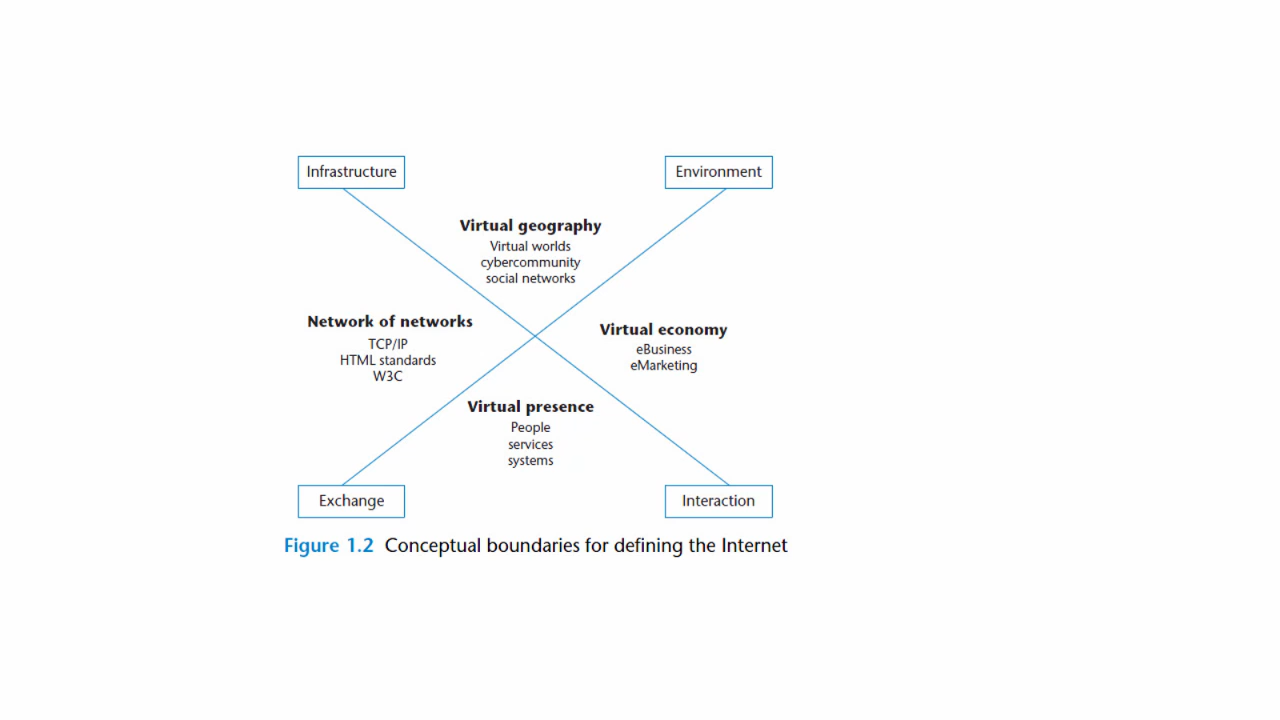 Infrastructure
Environment
Virtual geography
Virtual worlds
cybercommunity
social networks
Network of networks
TCP/IP
HTML standards
W3C
Virtual economy
eBusiness
eMarketing
Virtual presence
People
services
systems
Exchange
Interaction
Figure 1.2 Conceptual boundaries for defining the Internet